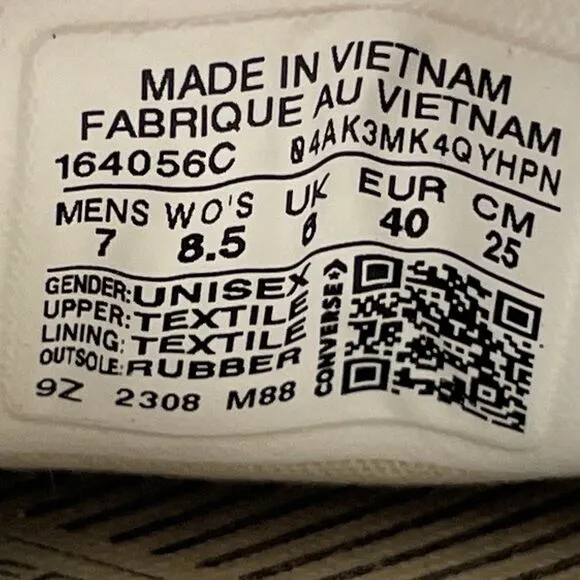 MADE IN VIETNAM
FABRIQUE AU VIETNAM
164056C 04AK3MK4QYHPN
MENS WO'S UK EUR CM
7 8.5 6 40 25
GENDER: UNISEX
UPPER: TEXTILE
LINING: TEXTILE
OUTSOLE: RUBBER
CONVERSE
9Z 2308 M88